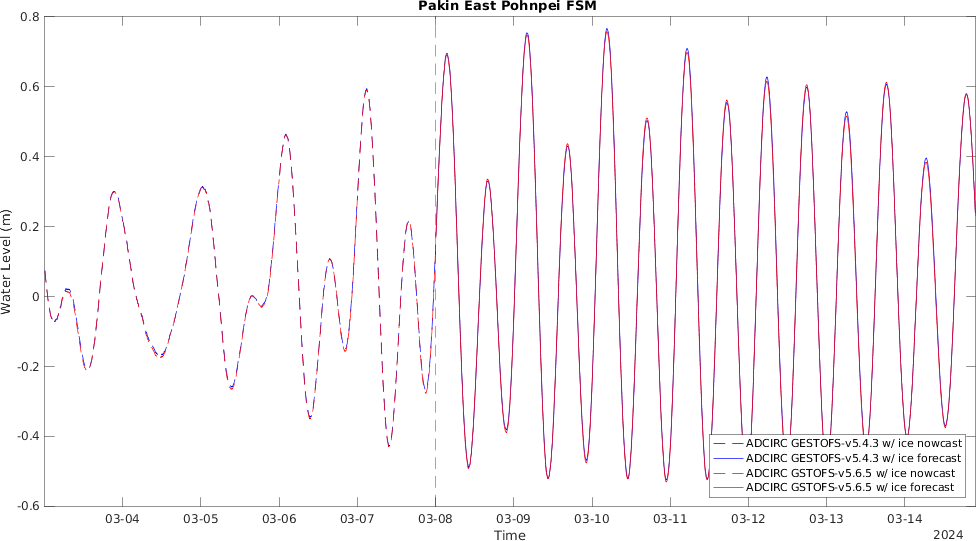 Pakin East Pohnpei FSM
Water Level (m)
0.8
0.6
0.4
0.2
0
-0.2
-0.4
-0.6
ADCIRC GESTOFS-v5.4.3 w/ ice nowcast
ADCIRC GESTOFS-v5.4.3 w/ ice forecast
ADCIRC GSTOFS-v5.6.5 w/ ice nowcast
ADCIRC GSTOFS-v5.6.5 w/ ice forecast
03-04 03-05 03-06 03-07 03-08 03-09 03-10 03-11 03-12 03-13 03-14
Time
2024